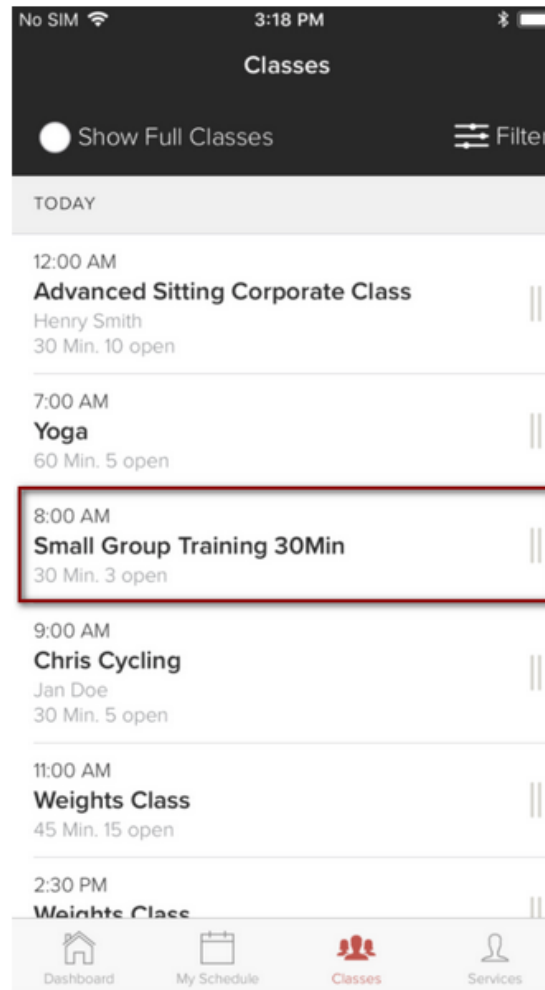 No SIM 3:18 PM
Classes
Show Full Classes Filter
TODAY
12:00 AM
Advanced Sitting Corporate Class
Henry Smith
30 Min. 10 open
7:00 AM
Yoga
60 Min. 5 open
8:00 AM
Small Group Training 30Min
30 Min. 3 open
9:00 AM
Chris Cycling
Jan Doe
30 Min. 5 open
11:00 AM
Weights Class
45 Min. 15 open
2:30 PM
Weights Class
Dashboard My Schedule Classes Services